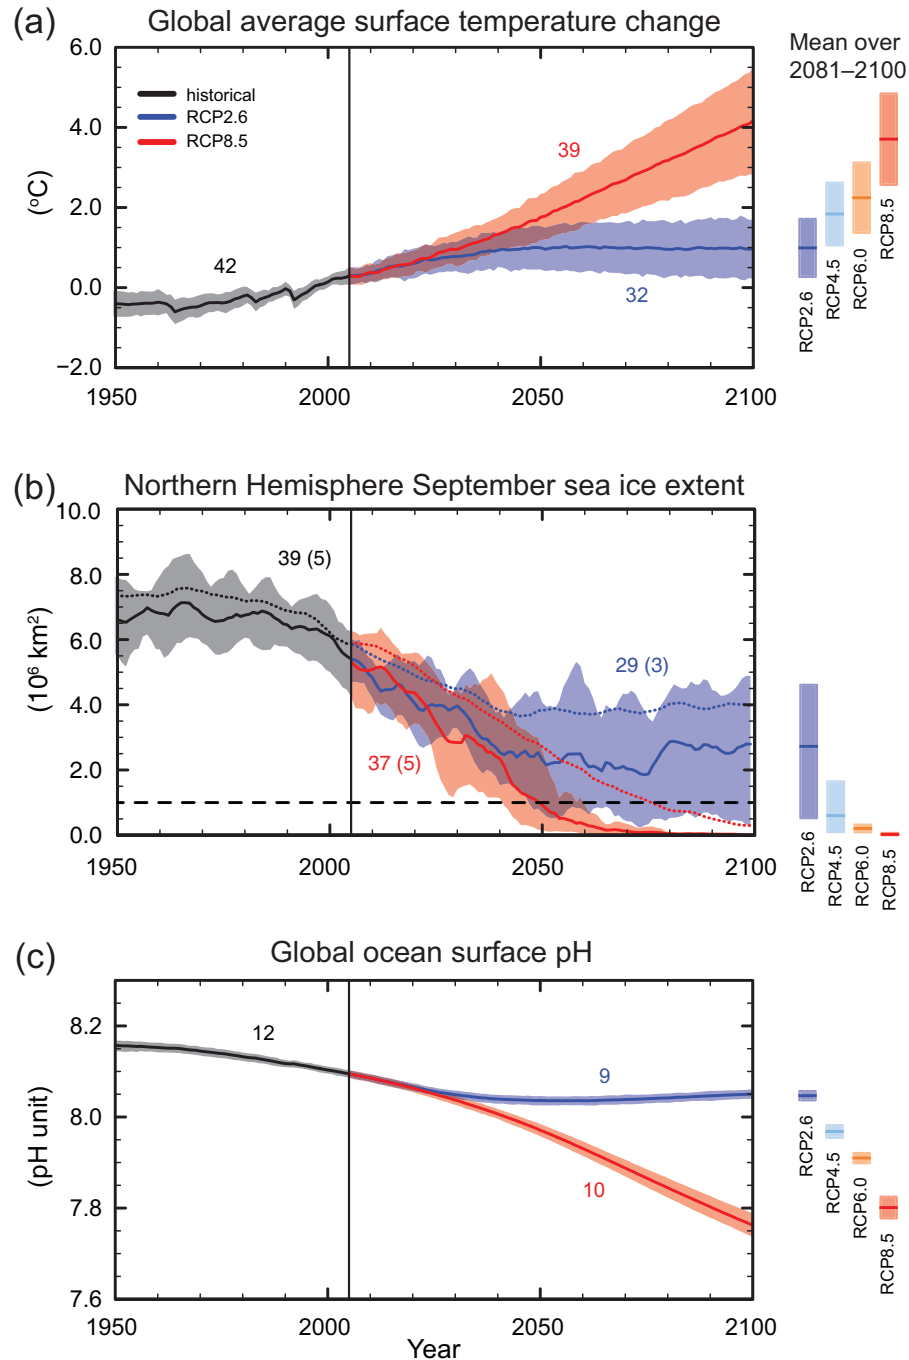 (a) Global average surface temperature change
Mean over
2081–2100
6.0
4.0
2.0
0.0
−2.0
(°C)
historical
RCP2.6
RCP8.5
42
39
32
1950 2000 2050 2100
RCP2.6
RCP4.5
RCP6.0
RCP8.5
(b) Northern Hemisphere September sea ice extent
10.0
8.0
6.0
4.0
2.0
0.0
(10⁶ km²)
39 (5)
29 (3)
37 (5)
1950 2000 2050 2100
RCP2.6
RCP4.5
RCP6.0
RCP8.5
(c) Global ocean surface pH
8.2
8.0
7.8
7.6
(pH unit)
12
9
10
1950 2000 2050 2100
Year
RCP2.6
RCP4.5
RCP6.0
RCP8.5